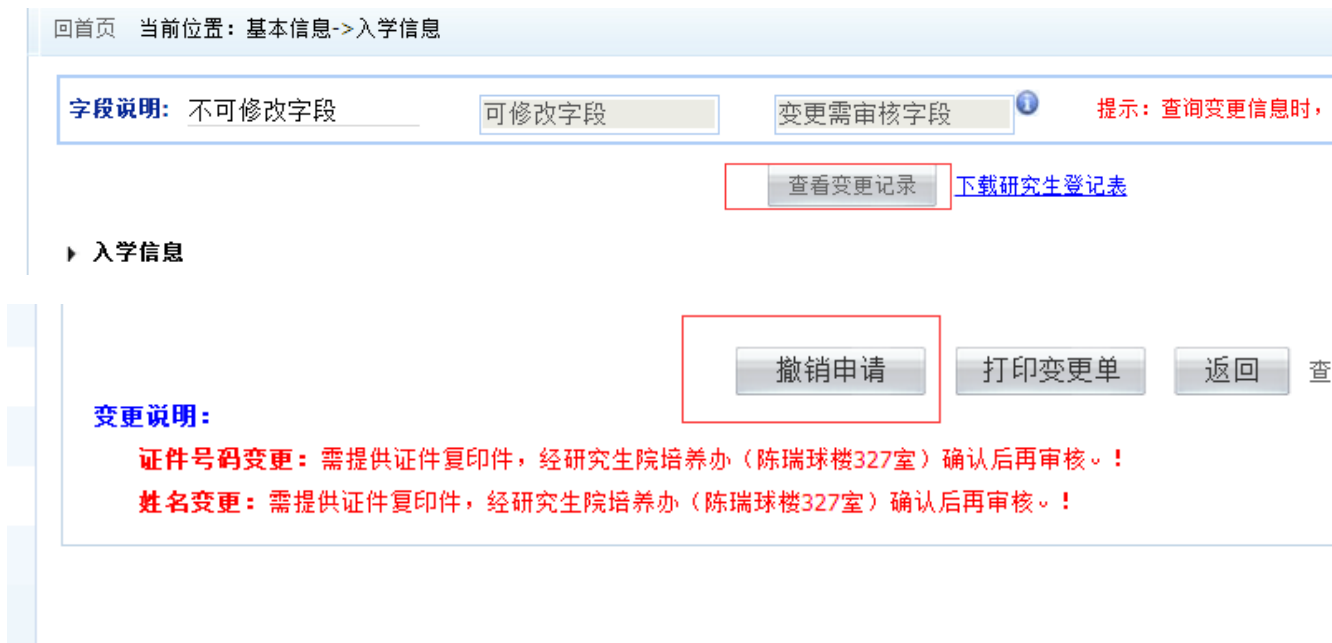 回首页 当前位置：基本信息->入学信息
字段说明: 不可修改字段 可修改字段 变更需审核字段 提示：查询变更信息时，
查看变更记录 下载研究生登记表
入学信息
撤销申请 打印变更单 返回 查
变更说明：
证件号码变更：需提供证件复印件，经研究生院培养办（陈瑞球楼327室）确认后再审核。！
姓名变更：需提供证件复印件，经研究生院培养办（陈瑞球楼327室）确认后再审核。！